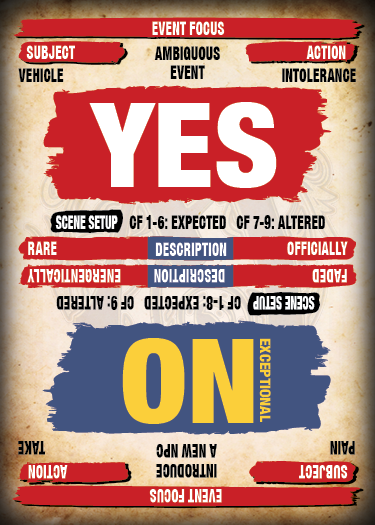 EVENT FOCUS
SUBJECT AMBIGUOUS ACTION
VEHICLE EVENT INTOLERANCE
YES
SCENE SETUP CF 1-6: EXPECTED CF 7-9: ALTERED
RARE DESCRIPTION OFFICIALLY
EVENT FOCUS
SUBJECT INTRODUCE ACTION
PAIN A NEW NPC TAKE
EXCEPTIONAL
NO
SCENE SETUP CF 1-8: EXPECTED CF 9: ALTERED
FADED DESCRIPTION ENERGENTICALLY